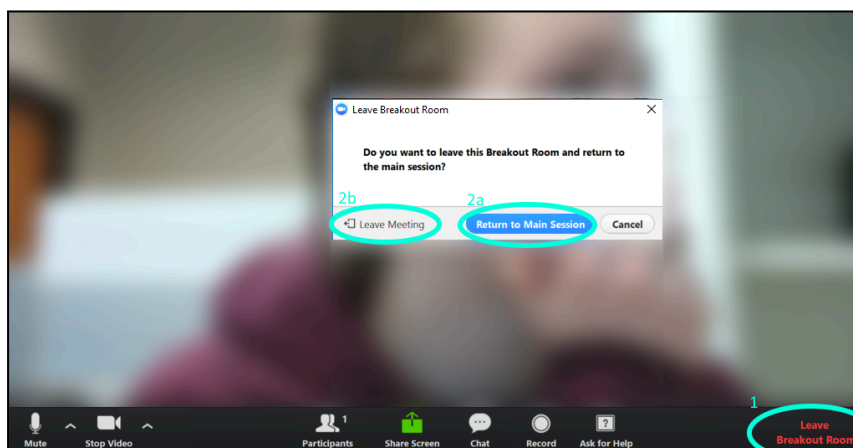 Leave Breakout Room
Do you want to leave this Breakout Room and return to
the main session?
2b
2a
Leave Meeting
Return to Main Session
Cancel
1
Mute
Stop Video
1
Participants
Share Screen
Chat
Record
Ask for Help
Leave
Breakout Room